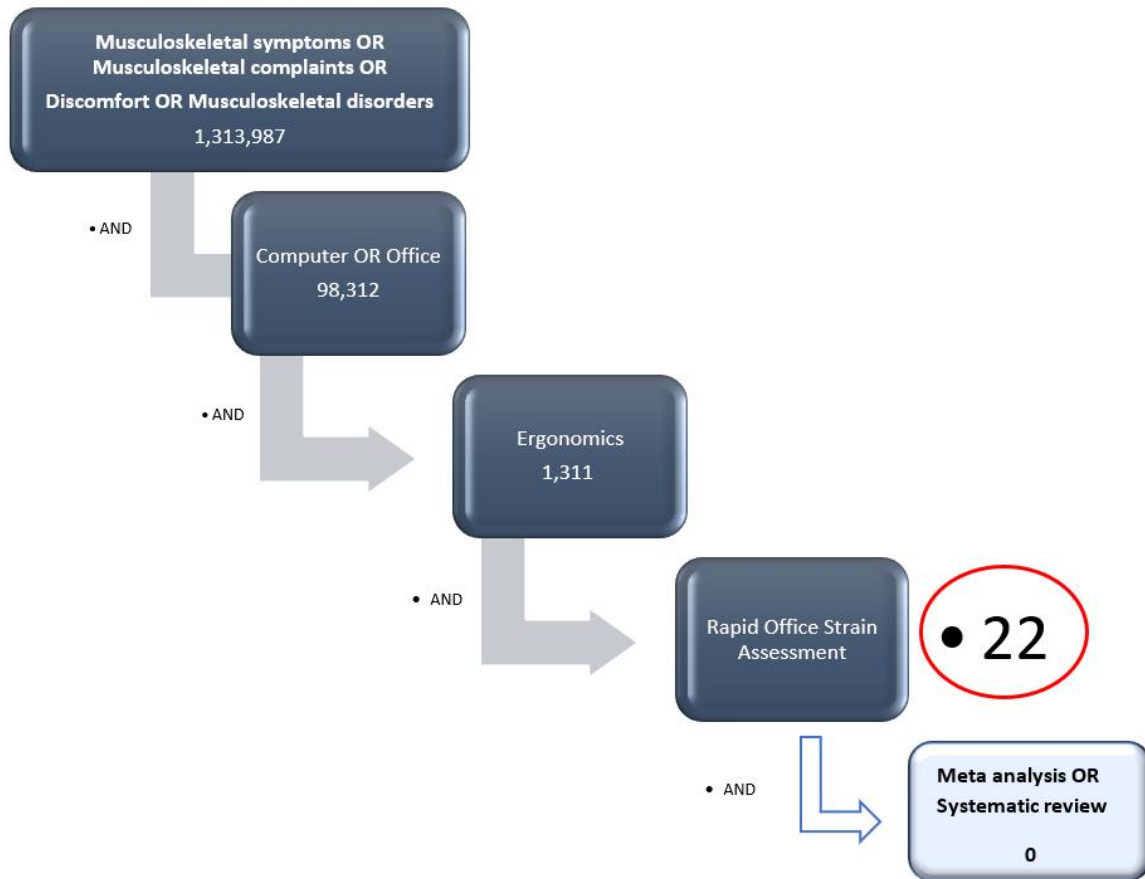 Musculoskeletal symptoms OR
Musculoskeletal complaints OR
Discomfort OR Musculoskeletal disorders
1,313,987
• AND
Computer OR Office
98,312
• AND
Ergonomics
1,311
• AND
Rapid Office Strain
Assessment
• 22
• AND
Meta analysis OR
Systematic review
0